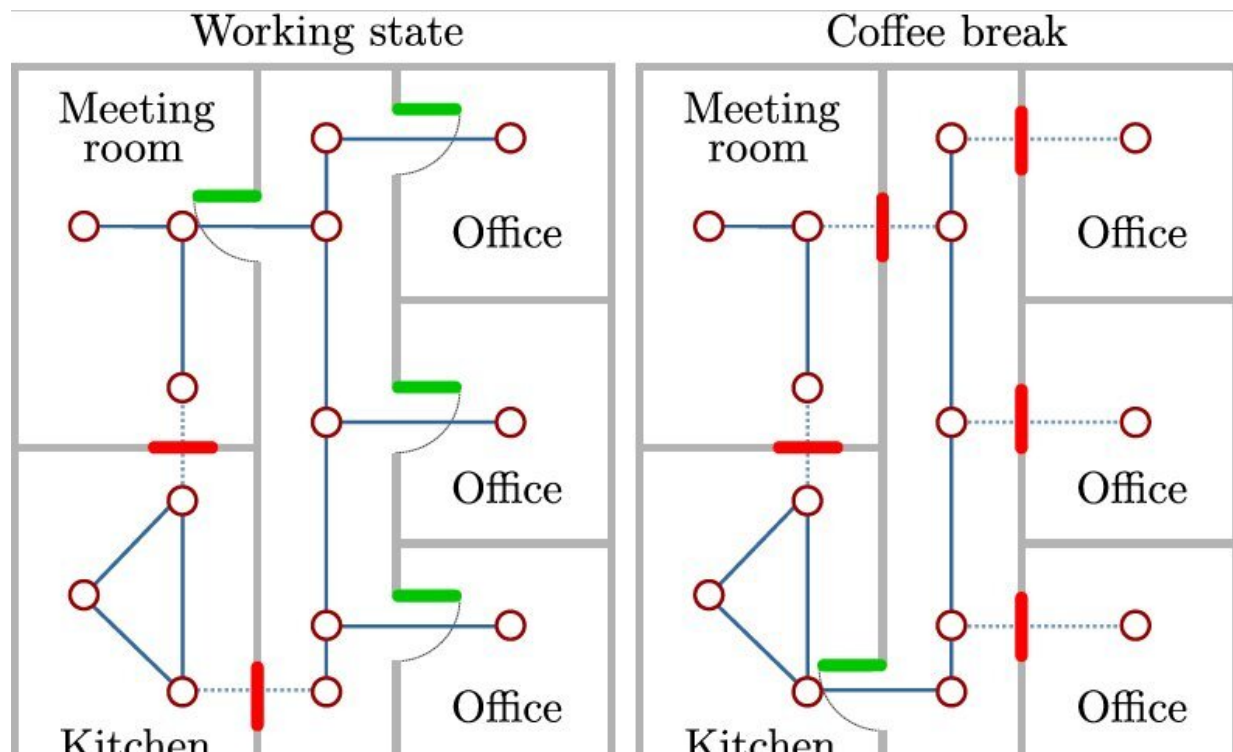 Working state
Meeting
room
Office
Office
Office
Kitchen
Coffee break
Meeting
room
Office
Office
Office
Kitchen